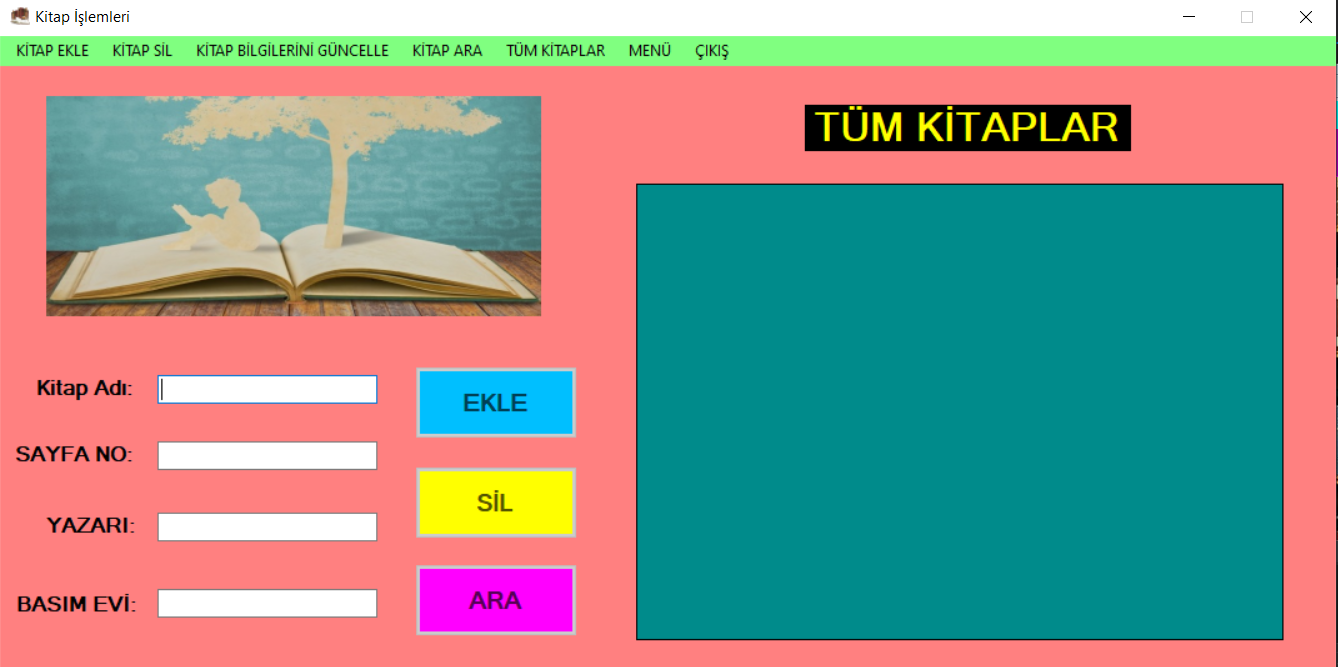 Kitap İşlemleri
KİTAP EKLE KİTAP SİL KİTAP BİLGİLERİNİ GÜNCELLE KİTAP ARA TÜM KİTAPLAR MENÜ ÇIKIŞ
TÜM KİTAPLAR
Kitap Adı:
EKLE
SAYFA NO:
SİL
YAZARI:
ARA
BASIM EVİ: